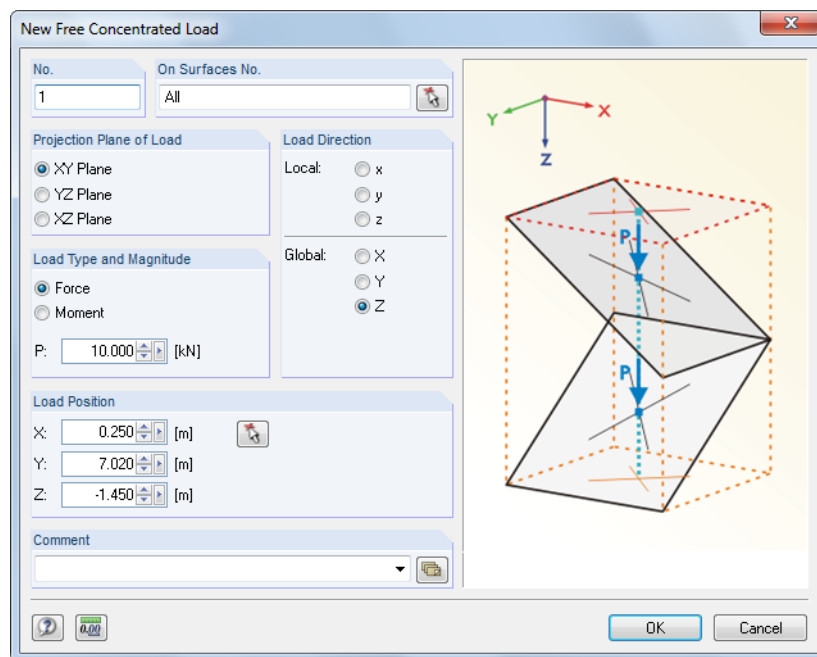 New Free Concentrated Load
No.
On Surfaces No.
1
All
Projection Plane of Load
Load Direction
XY Plane
YZ Plane
XZ Plane
Local:
x
y
z
Load Type and Magnitude
Force
Moment
Global:
X
Y
Z
P: 10.000 [kN]
Load Position
X: 0.250 [m]
Y: 7.020 [m]
Z: -1.450 [m]
Comment
OK
Cancel
0.00
Y
X
Z
P
P